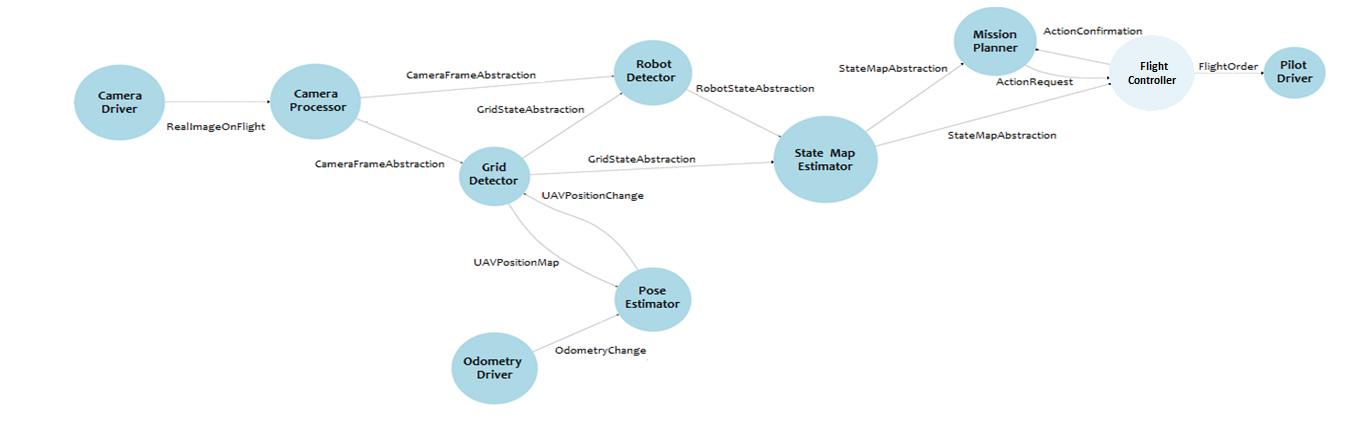 Camera
Driver
RealImageOnFlight
Camera
Processor
CameraFrameAbstraction
CameraFrameAbstraction
Robot
Detector
GridStateAbstraction
Grid
Detector
GridStateAbstraction
RobotStateAbstraction
UAVPositionChange
UAVPositionMap
Pose
Estimator
Odometry
Driver
OdometryChange
State Map
Estimator
StateMapAbstraction
StateMapAbstraction
Mission
Planner
ActionConfirmation
ActionRequest
Flight
Controller
FlightOrder
Pilot
Driver